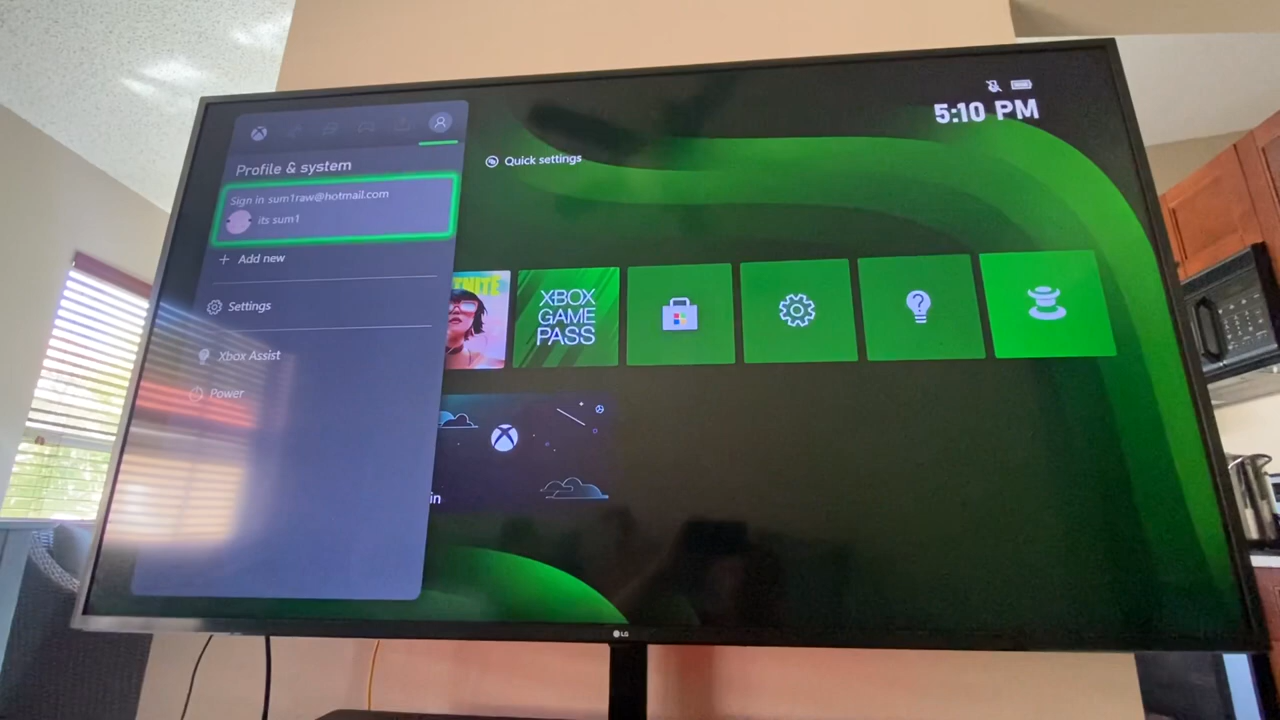 5:10 PM
Profile & system
Quick settings
Sign in sum1raw@hotmail.com
its sum1
Add new
Settings
Xbox Assist
Power
XBOX
GAME
PASS
in
LG